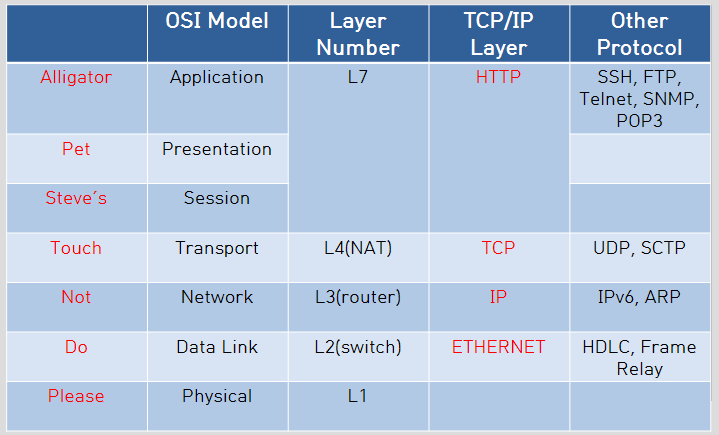 OSI Model
Layer
Number
TCP/IP
Layer
Other
Protocol
Alligator
Application
L7
HTTP
SSH, FTP,
Telnet, SNMP,
POP3
Pet
Presentation
Steve´s
Session
Touch
Transport
L4(NAT)
TCP
UDP, SCTP
Not
Network
L3(router)
IP
IPv6, ARP
Do
Data Link
L2(switch)
ETHERNET
HDLC, Frame
Relay
Please
Physical
L1